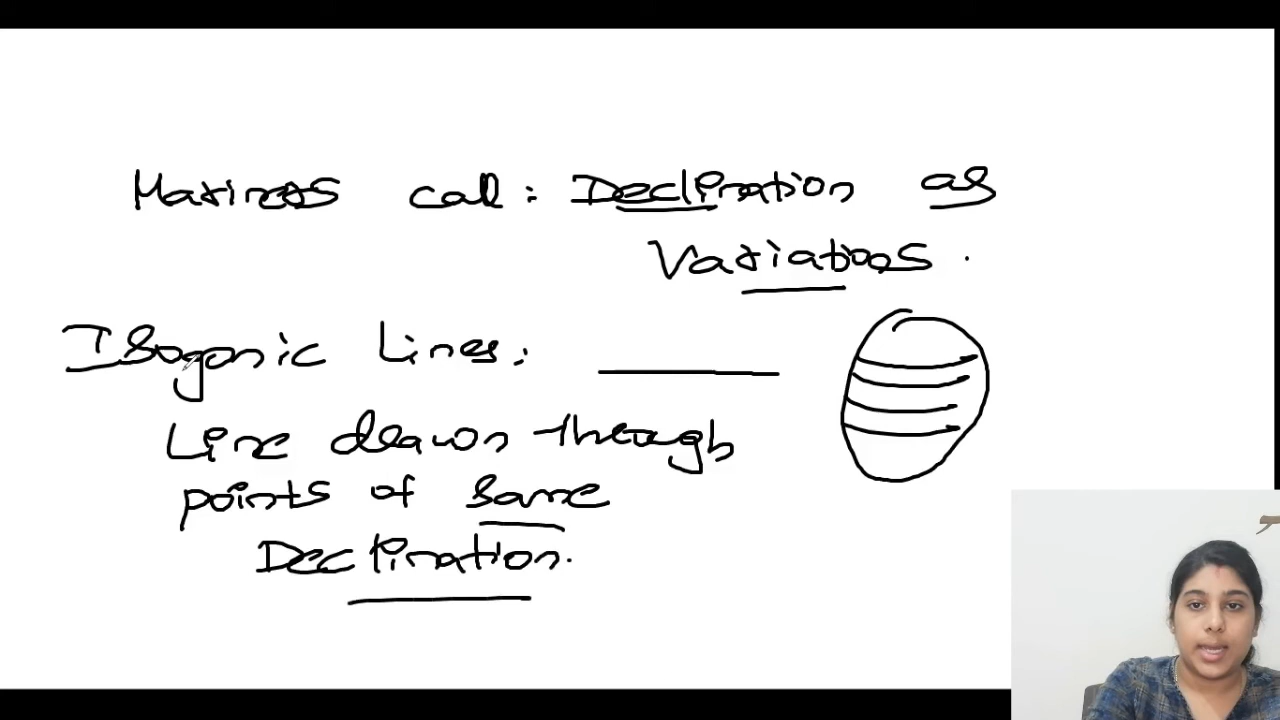 Mariners call: Declination as
Variations.
Isogonic Lines:
Line drawn through
points of same
Declination.